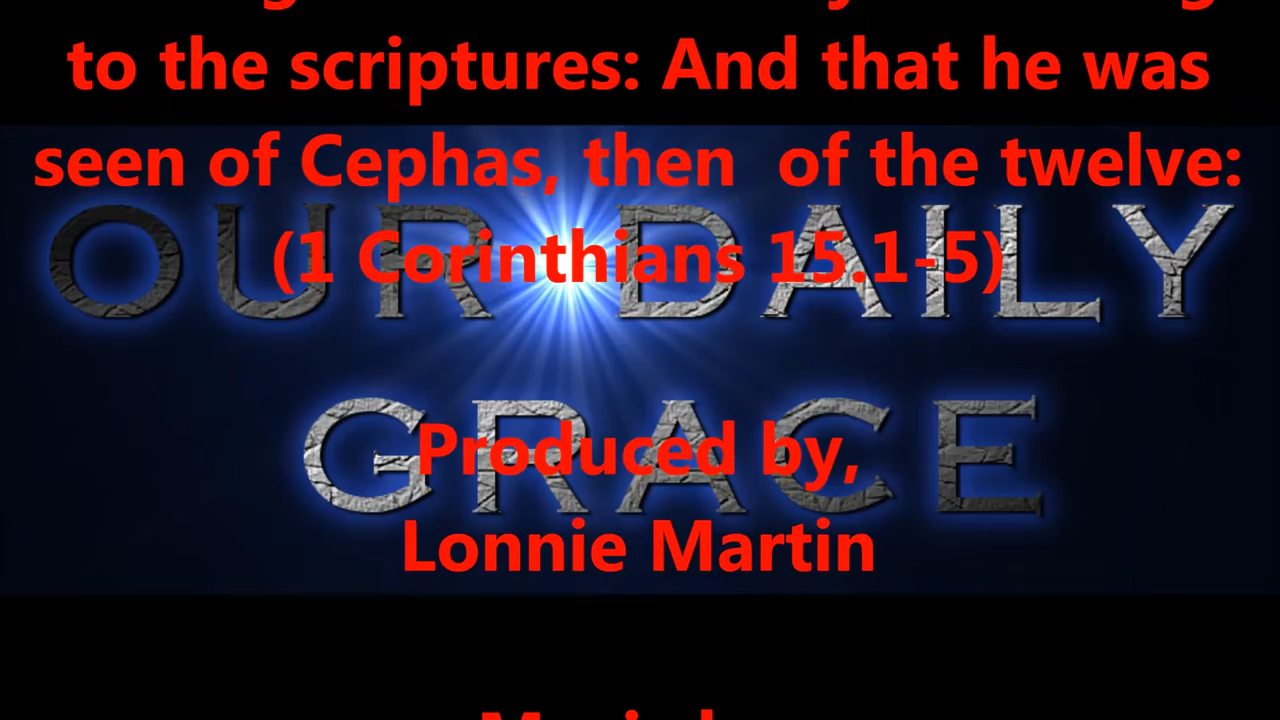 to the scriptures: And that he was
seen of Cephas, then  of the twelve:
OUR DAILY
(1 Corinthians 15.1-5)
GRACE
Produced by,
Lonnie Martin